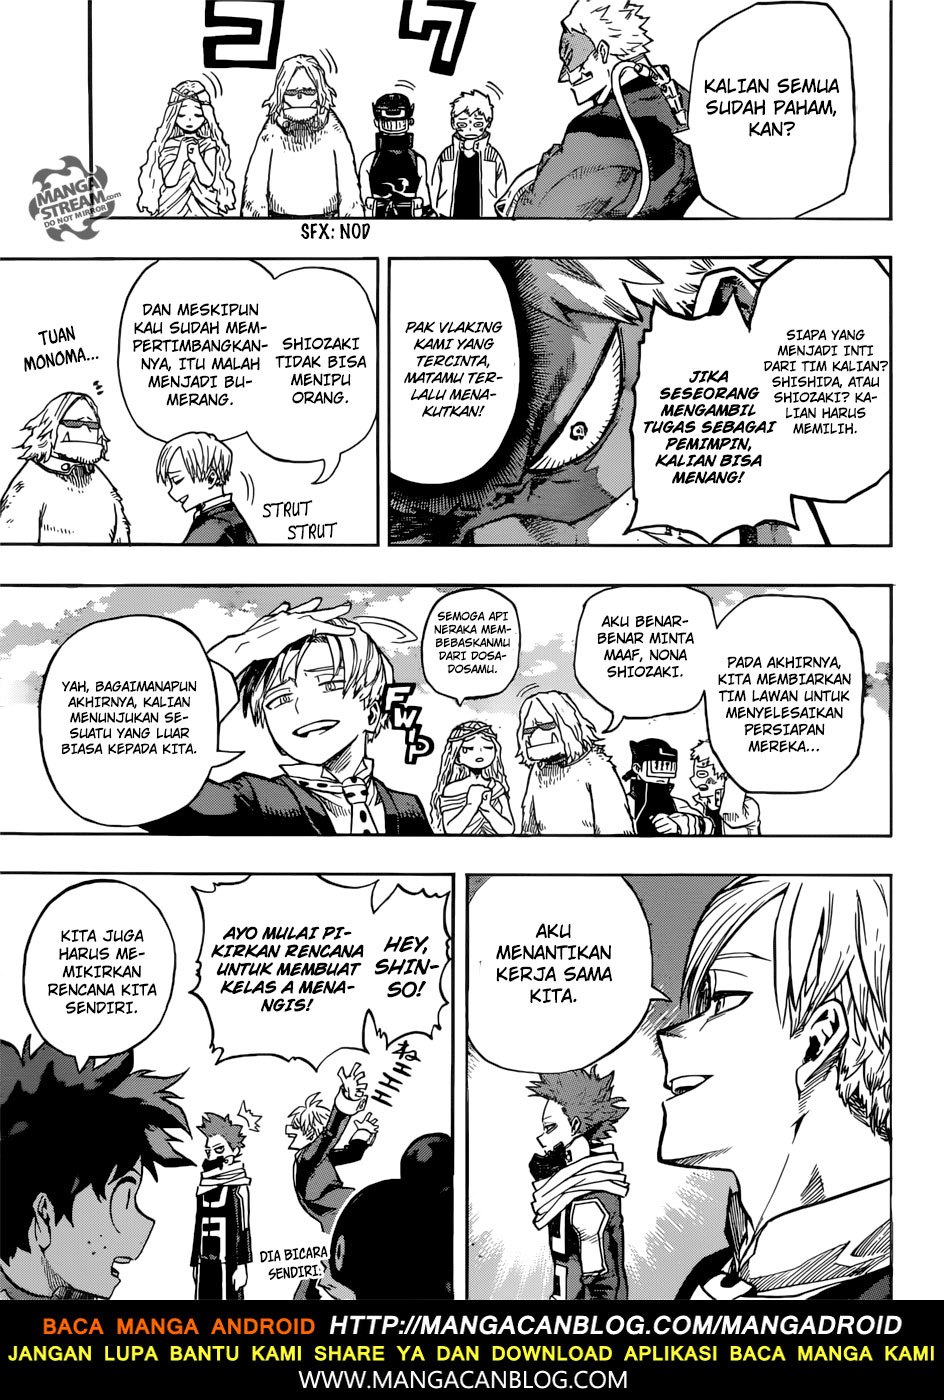 コク
KALIAN SEMUA
SUDAH PAHAM,
KAN?
MANGA
STREAM.com
DO NOT MIRROR
SFX: NOD
SIAPA YANG
MENJADI INTI
DARI TIM KALIAN?
SHISHIDA, ATAU
SHIOZAKI? KA-
LIAN HARUS
MEMILIH.
JIKA
SESEORANG
MENGAMBIL
TUGAS SEBAGAI
PEMIMPIN,
KALIAN BISA
MENANG!
PAK VLAKING
KAMI YANG
TERCINTA,
MATAMU TER-
LALU MENA-
KUTKAN!
SHIOZAKI
TIDAK BISA
MENIPU
ORANG.
DAN MESKIPUN
KAU SUDAH MEM-
PERTIMBANGKAN-
NYA, ITU MALAH
MENJADI BU-
MERANG.
TUAN
MONOMA...
STRUT
STRUT
PADA AKHIRNYA,
KITA MEMBIARKAN
TIM LAWAN UNTUK
MENYELESAIKAN
PERSIAPAN
MEREKA...
AKU BENAR-
BENAR MINTA
MAAF, NONA
SHIOZAKI.
SEMOGA API
NERAKA MEM-
BEBASKANMU
DARI DOSA-
DOSAMU.
FWIP
YAH, BAGAIMANAPUN
AKHIRNYA, KALIAN
MENUNJUKAN SE-
SUATU YANG LUAR
BIASA KEPADA KITA.
AKU
MENANTIKAN
KERJA SAMA
KITA.
HEY,
SHIN-
SO!
AYO MULAI PI-
KIRKAN RENCANA
UNTUK MEMBUAT
KELAS A MENA-
NGIS!
ね
HHHH
KITA JUGA
HARUS ME-
MIKIRKAN
RENCANA KITA
SENDIRI.
DIA BICARA
SENDIRI.
BACA MANGA ANDROID HTTP://MANGACANBLOG.COM/MANGADROID
JANGAN LUPA BANTU KAMI SHARE YA DAN DOWNLOAD APLIKASI BACA MANGA KAMI
WWW.MANGACANBLOG.COM